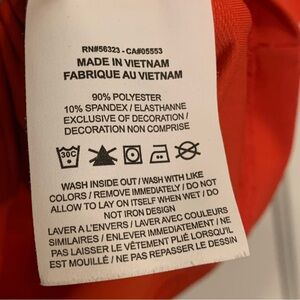 RN#56323 - CA#05553
MADE IN VIETNAM
FABRIQUE AU VIETNAM
90% POLYESTER
10% SPANDEX / ELASTHANNE
EXCLUSIVE OF DECORATION /
DECORATION NON COMPRISE
30C
WASH INSIDE OUT / WASH WITH LIKE
COLORS / REMOVE IMMEDIATELY / DO NOT
ALLOW TO LAY ON ITSELF WHEN WET / DO
NOT IRON DESIGN
LAVER A L'ENVERS / LAVER AVEC COULEURS
SIMILAIRES / ENLEVER IMMEDIATEMENT / NE
PAS LAISSER LE VÊTEMENT PLIÉ LORSQU'IL
EST MOUILLÉ / NE PAS REPASSER LE DESSIN